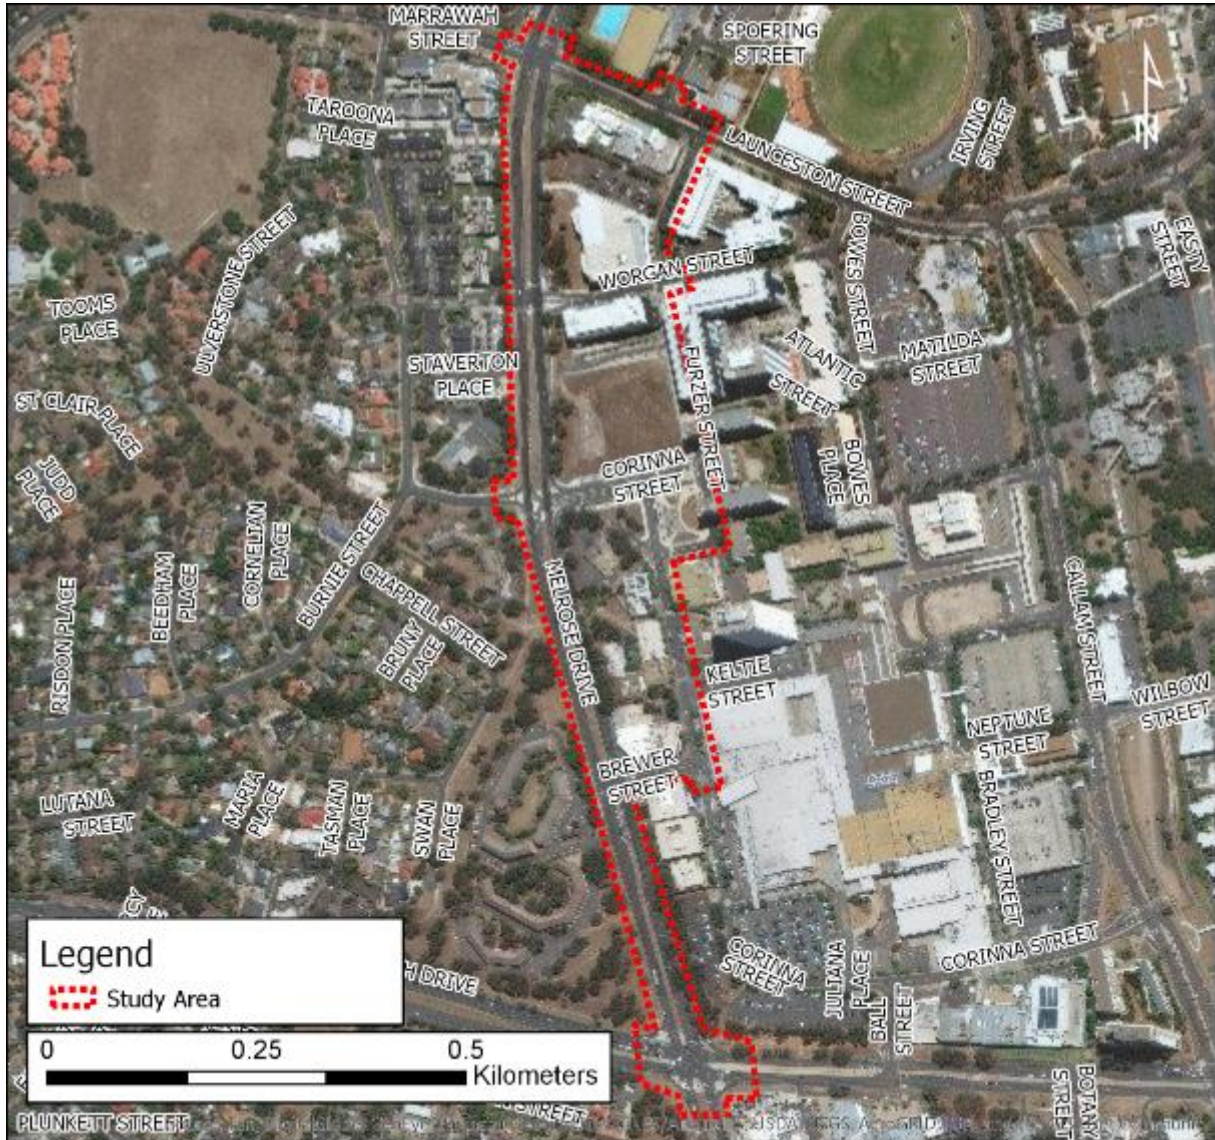 MARRAWAH
STREET
SPOERING
STREET
TAROONA
PLACE
IRVING
STREET
LAUNCESTON STREET
N
EASTY
STREET
ULVERSTONE STREET
BOWES STREET
WORGAN STREET
TOOMS
PLACE
STAVERTON
PLACE
ATLANTIC
STREET
MATILDA
STREET
FURZER STREET
ST CLAIR PLACE
JUDD
PLACE
CORINNA
STREET
BOWES
PLACE
CORNELIAN
PLACE
BEEDHAM
PLACE
BURNIE STREET
CHAPPELL STREET
BRUNY
PLACE
RISDON PLACE
MELROSE DRIVE
CALLAM STREET
KELTIE
STREET
WILBOW
STREET
NEPTUNE
STREET
BREWER
STREET
LUTANA
STREET
MARIA
PLACE
TASMAN
PLACE
SWAN
PLACE
BRADLEY STREET
CORINNA
STREET
JULIANA
PLACE
CORINNA STREET
BALL
STREET
H DRIVE
Legend
Study Area
0 0.25 0.5
Kilometers
BOTANY
STREET
PLUNKETT STREET
STREET